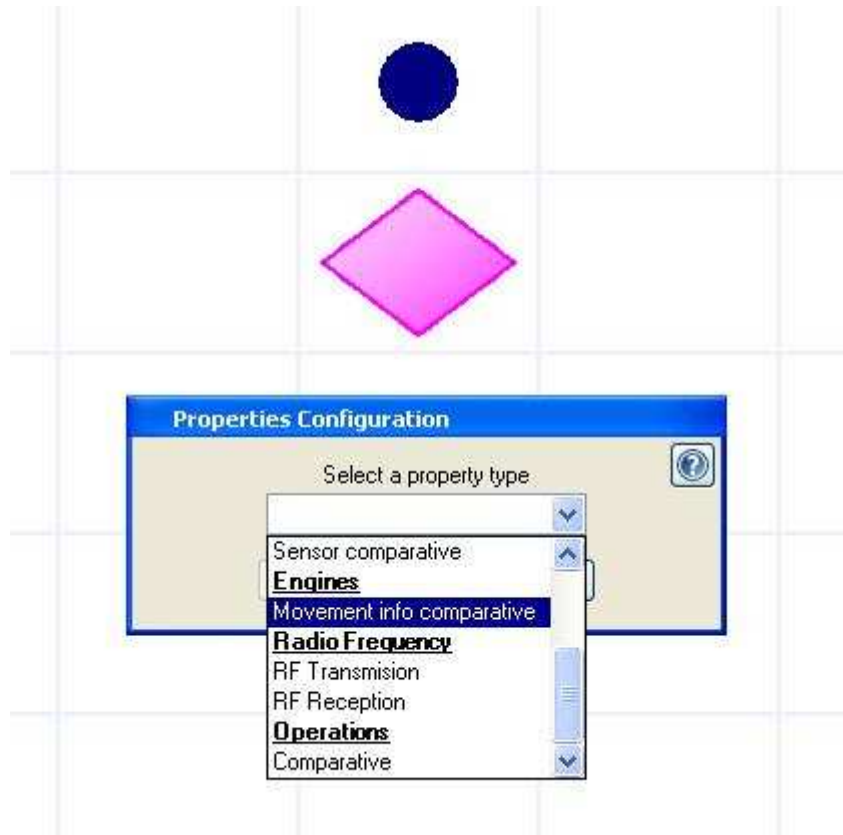 Properties Configuration
Select a property type
Sensor comparative
Engines
Movement info comparative
Radio Frequency
RF Transmision
RF Reception
Operations
Comparative